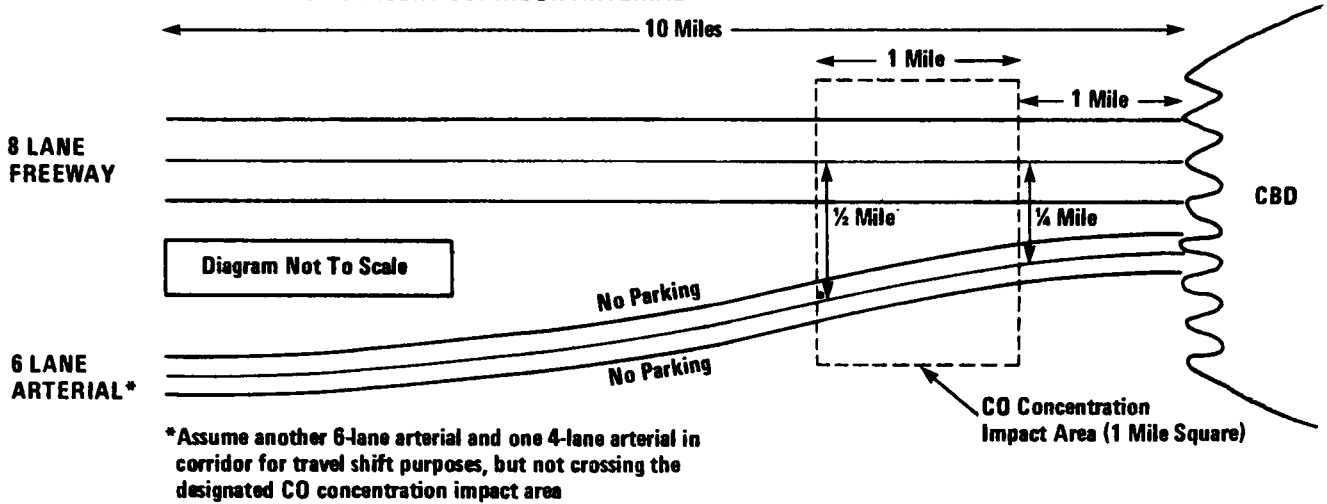 10 Miles
1 Mile
1 Mile
8 LANE
FREEWAY
½ Mile
¼ Mile
CBD
Diagram Not To Scale
No Parking
No Parking
6 LANE
ARTERIAL*
CO Concentration
Impact Area (1 Mile Square)
*Assume another 6-lane arterial and one 4-lane arterial in
corridor for travel shift purposes, but not crossing the
designated CO concentration impact area